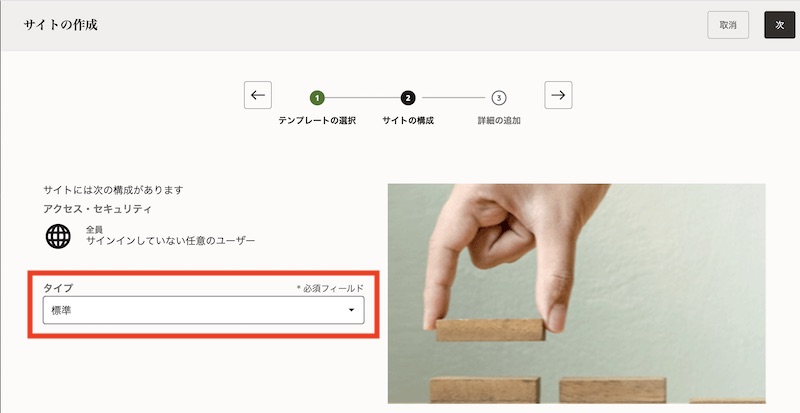 サイトの作成
取消
次
1
2
3
テンプレートの選択
サイトの構成
詳細の追加
サイトには次の構成があります
アクセス・セキュリティ
全員
サインインしていない任意のユーザー
タイプ
* 必須フィールド
標準